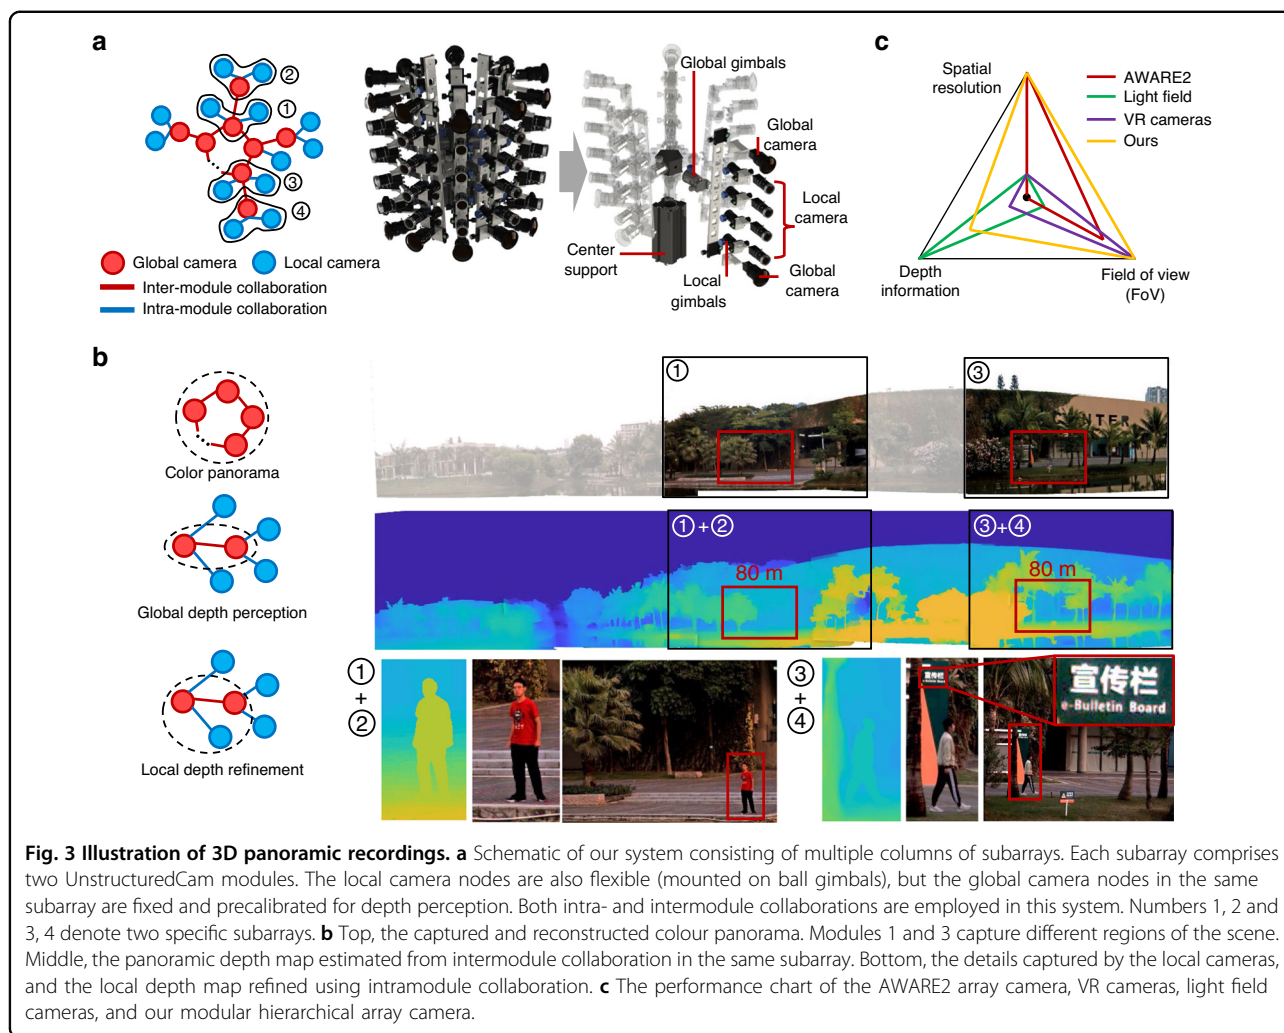 a
②
①
③
④
Global camera
Local camera
Inter-module collaboration
Intra-module collaboration
Global gimbals
Global
camera
Local
camera
Center
support
Local
gimbals
Global
camera
c
Spatial
resolution
AWARE2
Light field
VR cameras
Ours
Depth
information
Field of view
(FoV)
b
Color panorama
Global depth perception
Local depth refinement
①
③
ENTER
①+②
③+④
80 m
80 m
①
+
②
③
+
④
宣传栏
宣传栏
e-Bulletin Board
Fig. 3 Illustration of 3D panoramic recordings. a Schematic of our system consisting of multiple columns of subarrays. Each subarray comprises
two UnstructuredCam modules. The local camera nodes are also flexible (mounted on ball gimbals), but the global camera nodes in the same
subarray are fixed and precalibrated for depth perception. Both intra- and intermodule collaborations are employed in this system. Numbers 1, 2 and
3, 4 denote two specific subarrays. b Top, the captured and reconstructed colour panorama. Modules 1 and 3 capture different regions of the scene.
Middle, the panoramic depth map estimated from intermodule collaboration in the same subarray. Bottom, the details captured by the local cameras,
and the local depth map refined using intramodule collaboration. c The performance chart of the AWARE2 array camera, VR cameras, light field
cameras, and our modular hierarchical array camera.